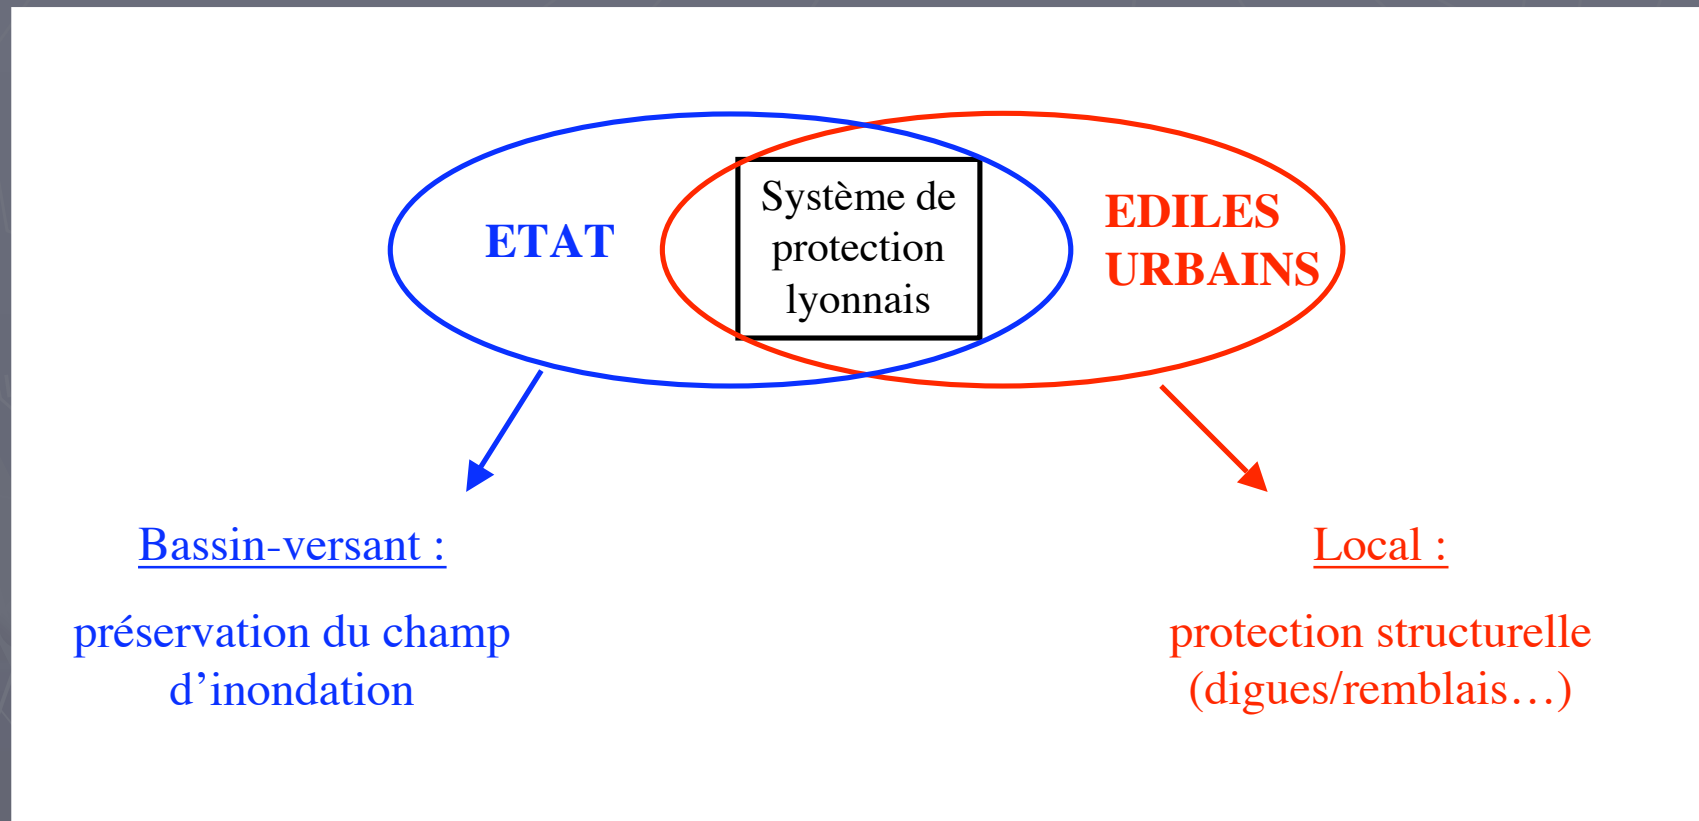 ETAT
Système de
protection
lyonnais
EDILES
URBAINS
Bassin-versant :
préservation du champ
d’inondation
Local :
protection structurelle
(digues/remblais…)